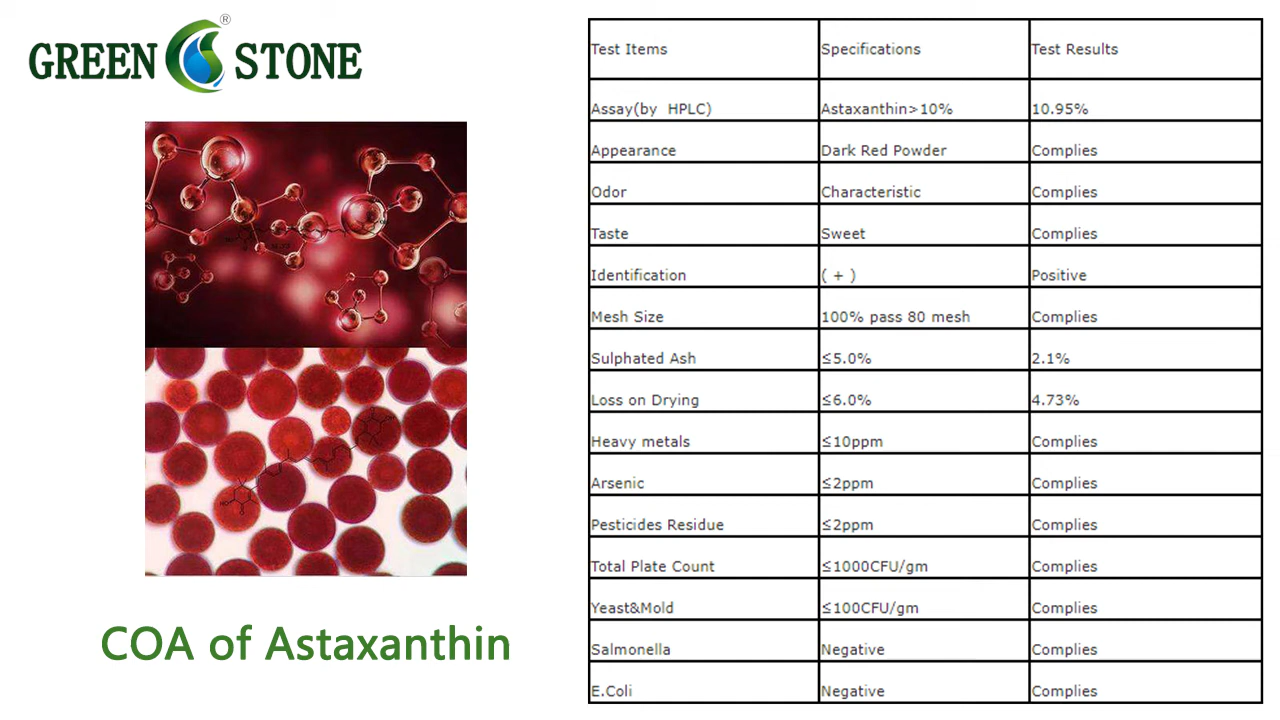 GREEN STONE
®
COA of Astaxanthin
Test Items Specifications Test Results
Assay(by HPLC) Astaxanthin>10% 10.95%
Appearance Dark Red Powder Complies
Odor Characteristic Complies
Taste Sweet Complies
Identification ( + ) Positive
Mesh Size 100% pass 80 mesh Complies
Sulphated Ash ≤5.0% 2.1%
Loss on Drying ≤6.0% 4.73%
Heavy metals ≤10ppm Complies
Arsenic ≤2ppm Complies
Pesticides Residue ≤2ppm Complies
Total Plate Count ≤1000CFU/gm Complies
Yeast&Mold ≤100CFU/gm Complies
Salmonella Negative Complies
E.Coli Negative Complies